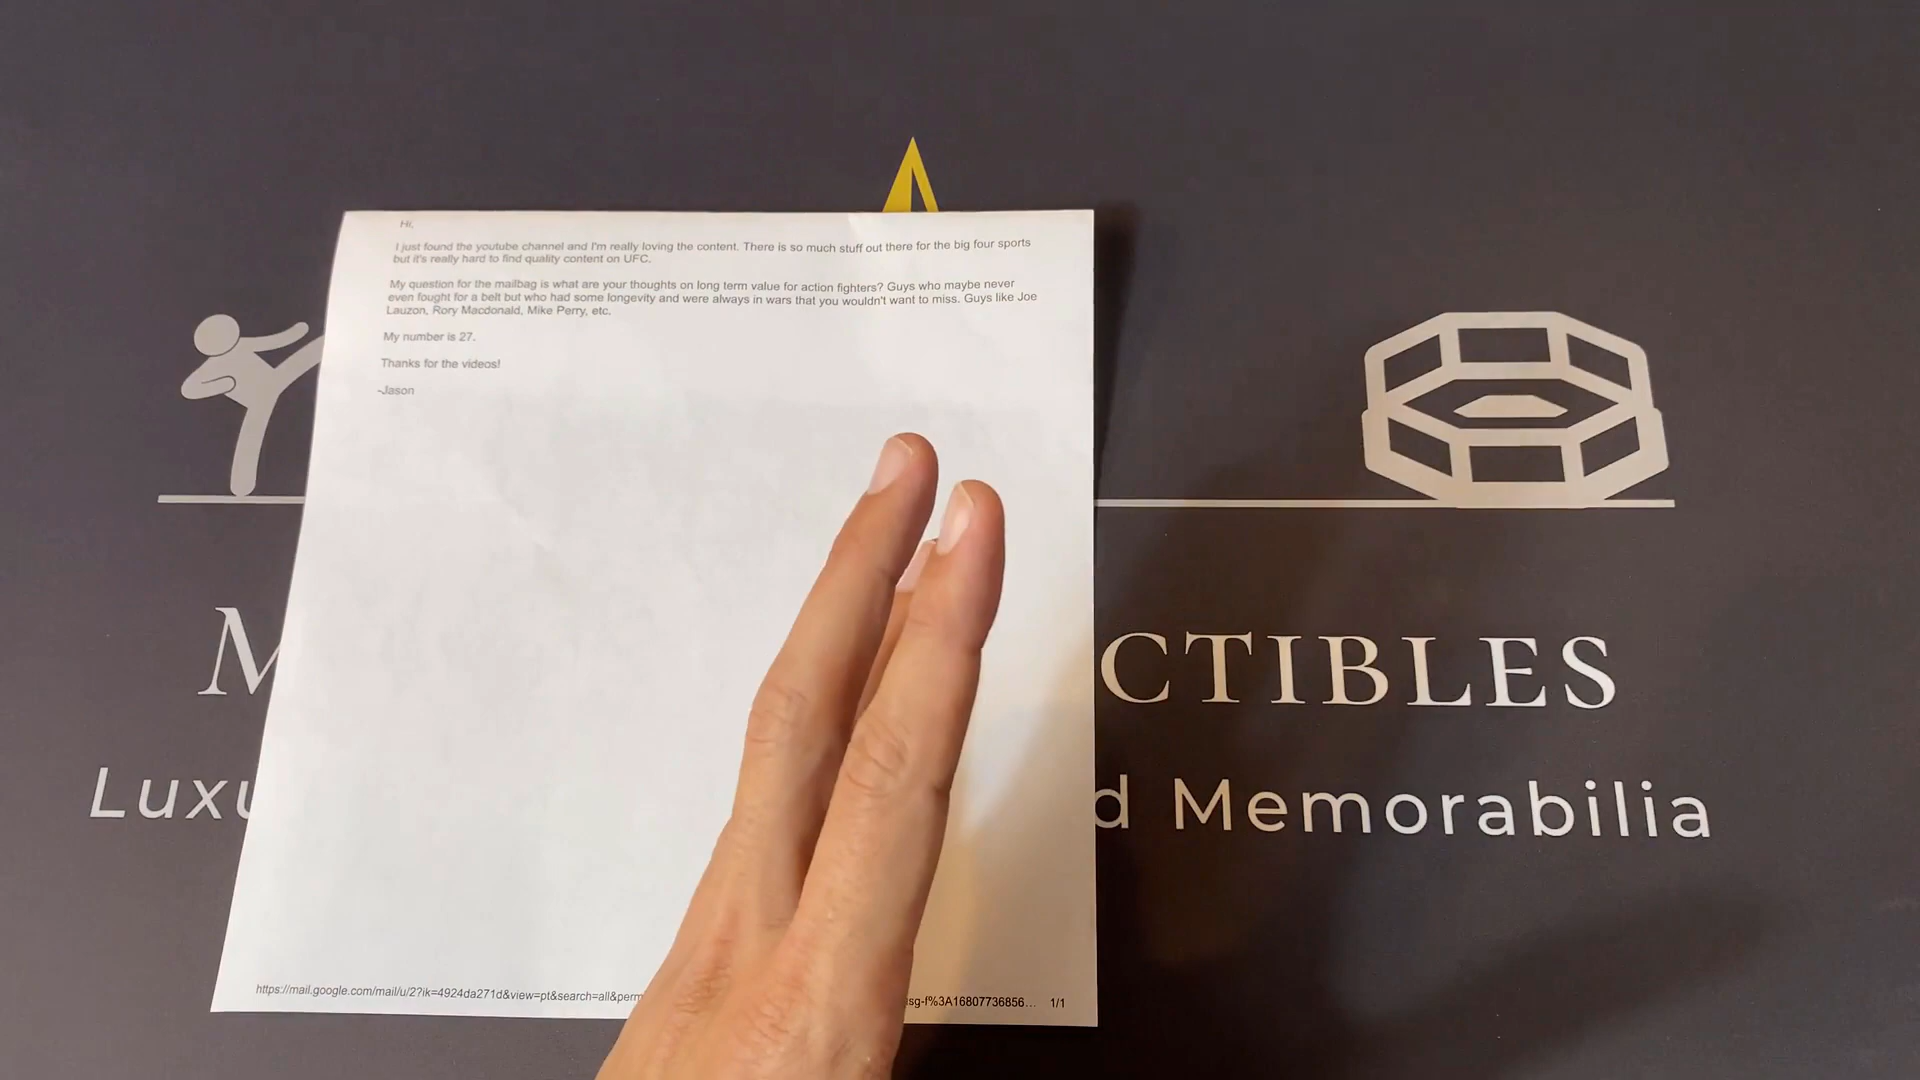 Hi,
I just found the youtube channel and I'm really loving the content. There is so much stuff out there for the big four sports
but it's really hard to find quality content on UFC.
My question for the mailbag is what are your thoughts on long term value for action fighters? Guys who maybe never
even fought for a belt but who had some longevity and were always in wars that you wouldn't want to miss. Guys like Joe
Lauzon, Rory Macdonald, Mike Perry, etc.
My number is 27.
Thanks for the videos!
-Jason
M CTIBLES
Luxu d Memorabilia
https://mail.google.com/mail/u/2?ik=4924da271d&view=pt&search=all&perm sg-f%3A16807736856... 1/1